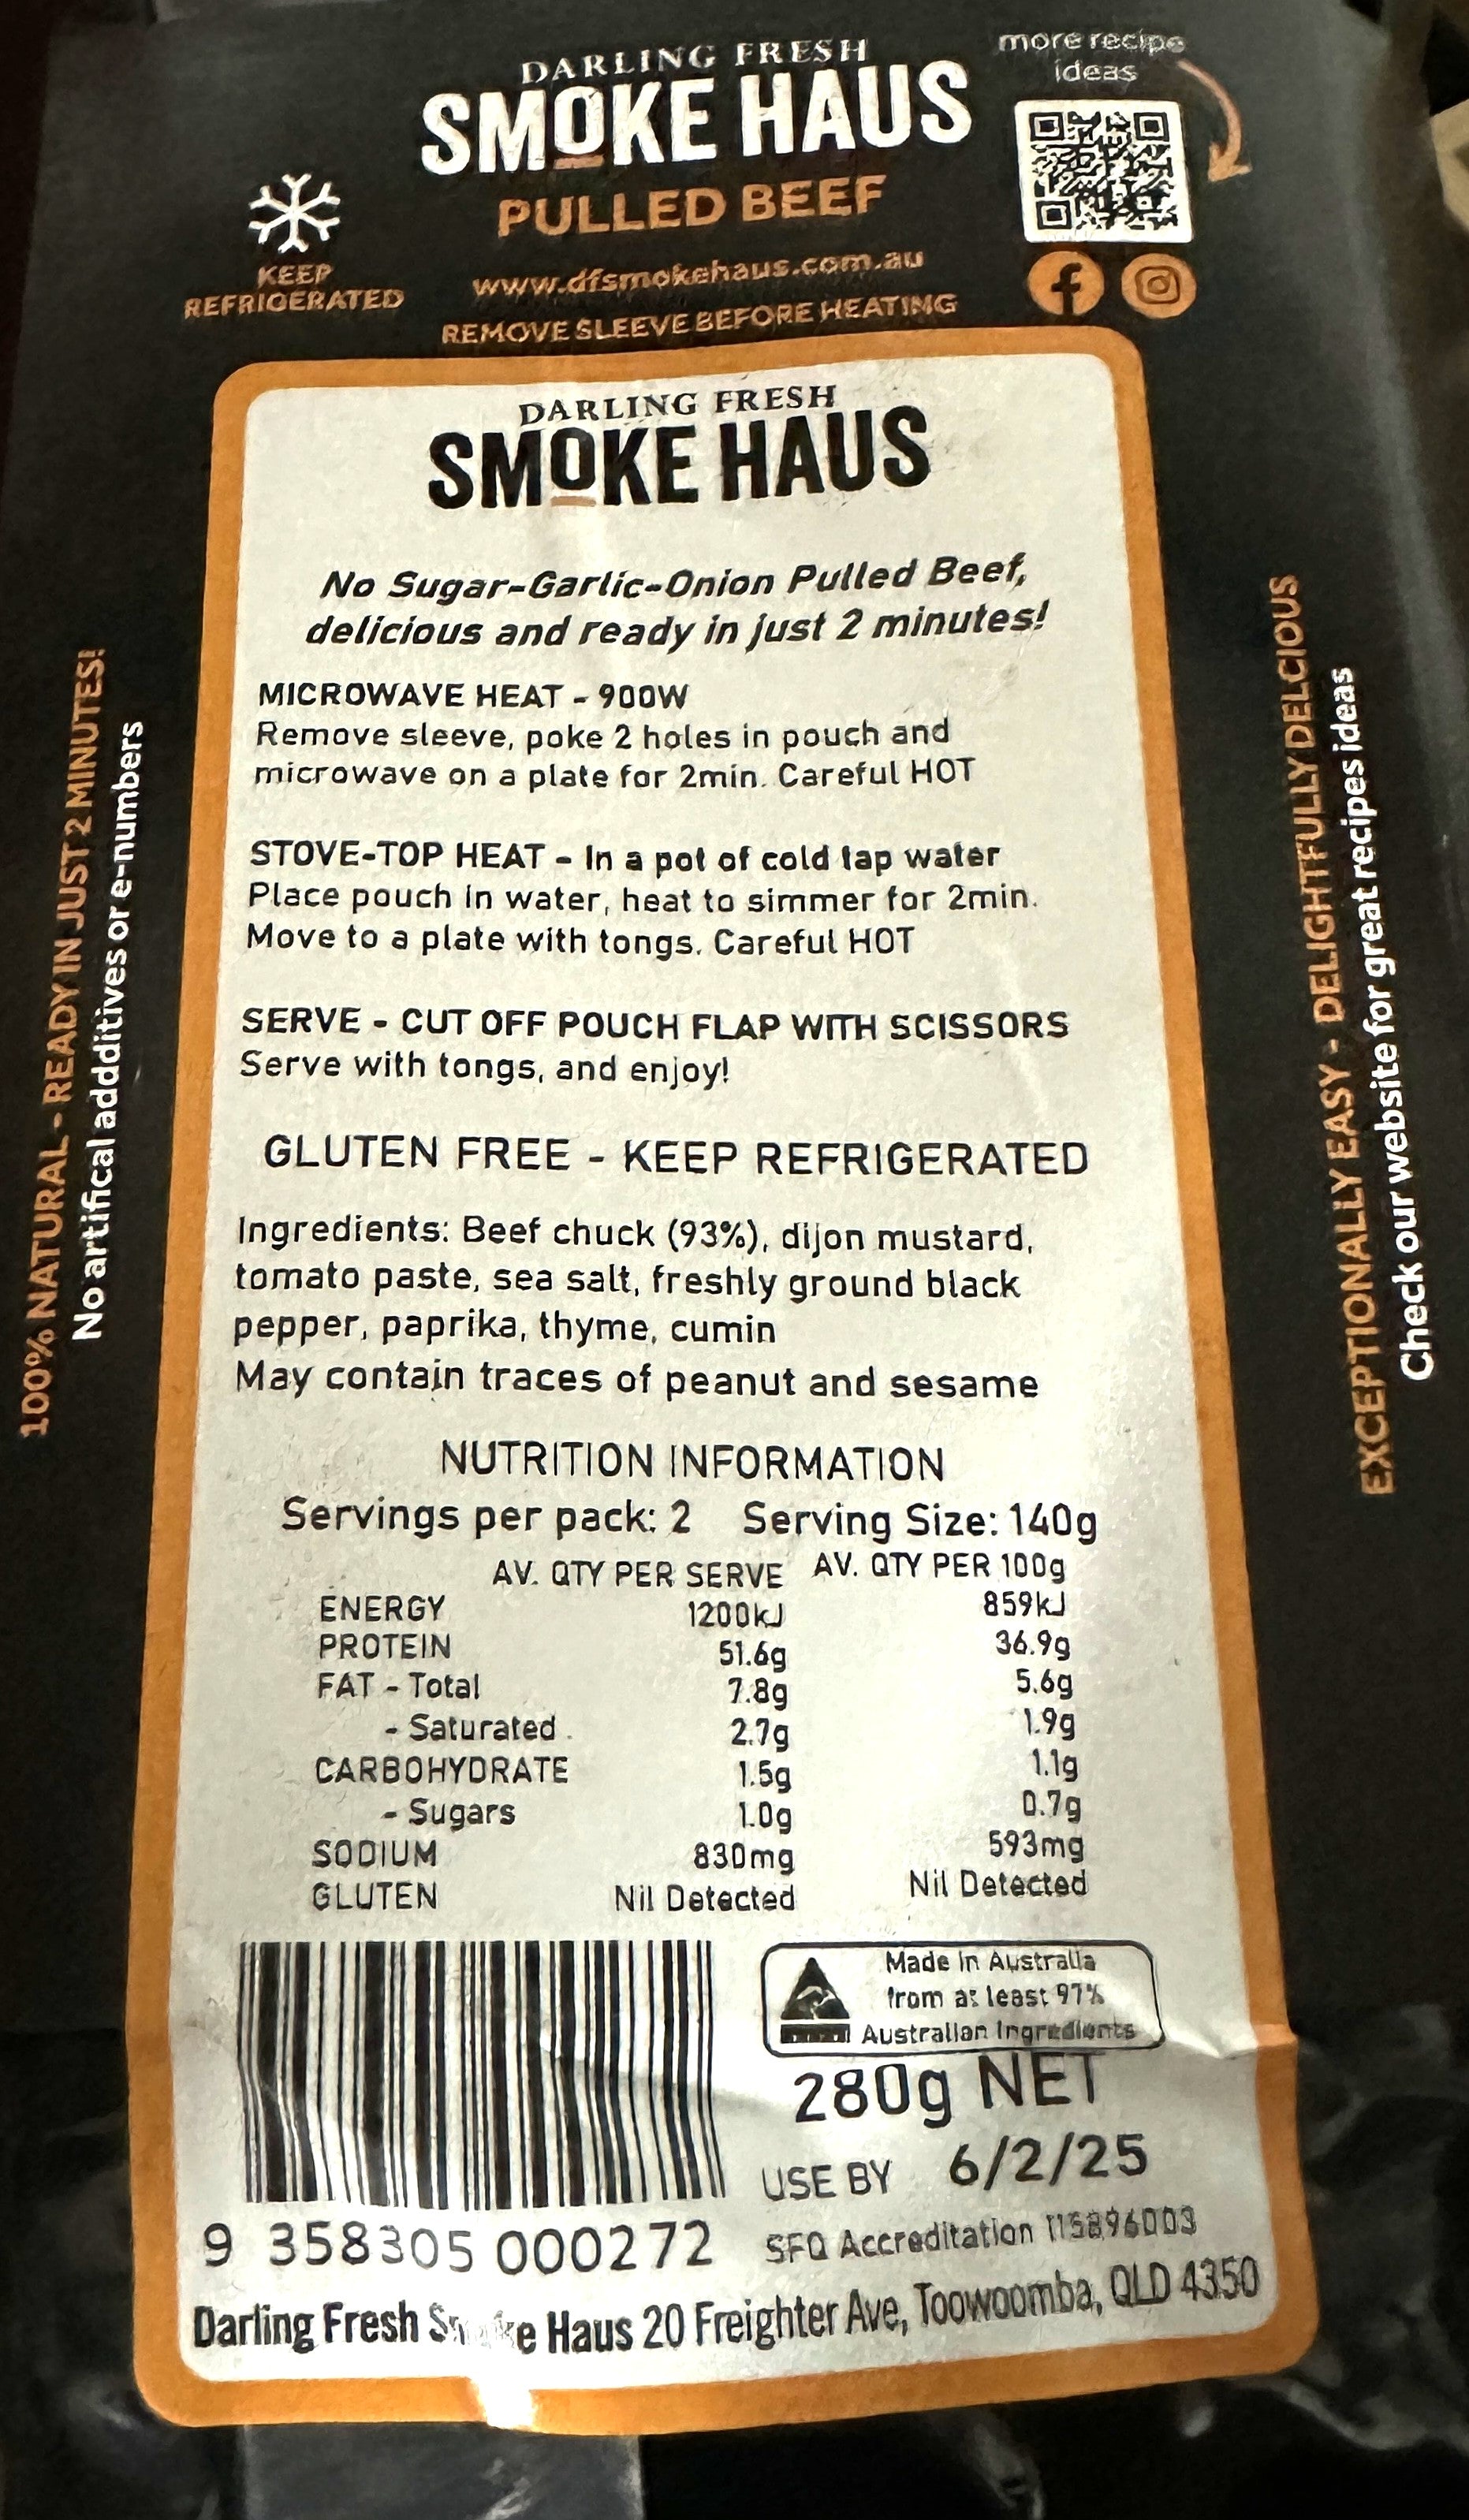 DARLING FRESH
SMOKE HAUS
PULLED BEEF
more recipe
ideas
KEEP
REFRIGERATED
www.dfsmokehaus.com.au
REMOVE SLEEVE BEFORE HEATING
DARLING FRESH
SMOKE HAUS
No Sugar-Garlic-Onion Pulled Beef,
delicious and ready in just 2 minutes!
MICROWAVE HEAT - 900W
Remove sleeve, poke 2 holes in pouch and
microwave on a plate for 2min. Careful HOT
STOVE-TOP HEAT - In a pot of cold tap water
Place pouch in water, heat to simmer for 2min.
Move to a plate with tongs. Careful HOT
SERVE - CUT OFF POUCH FLAP WITH SCISSORS
Serve with tongs, and enjoy!
GLUTEN FREE - KEEP REFRIGERATED
Ingredients: Beef chuck (93%), dijon mustard,
tomato paste, sea salt, freshly ground black
pepper, paprika, thyme, cumin
May contain traces of peanut and sesame
NUTRITION INFORMATION
Servings per pack: 2 Serving Size: 140g
AV. QTY PER SERVE AV. QTY PER 100g
ENERGY 1200kJ 859kJ
PROTEIN 51.6g 36.9g
FAT - Total 7.8g 5.6g
- Saturated 2.7g 1.9g
CARBOHYDRATE 1.5g 1.1g
- Sugars 1.0g 0.7g
SODIUM 830mg 593mg
GLUTEN Nil Detected Nil Detected
Made in Australia
from at least 97%
Australian Ingredients
280g NET
USE BY 6/2/25
9 358305 000272
SFQ Accreditation 115896003
Darling Fresh Smoke Haus 20 Freighter Ave, Toowoomba, QLD 4350
100% NATURAL - READY IN JUST 2 MINUTES!
No artifical addditives or e-numbers
EXCEPTIONALLY EASY - DELIGHTFULLY DELCIOUS
Check our website for great recipes ideas